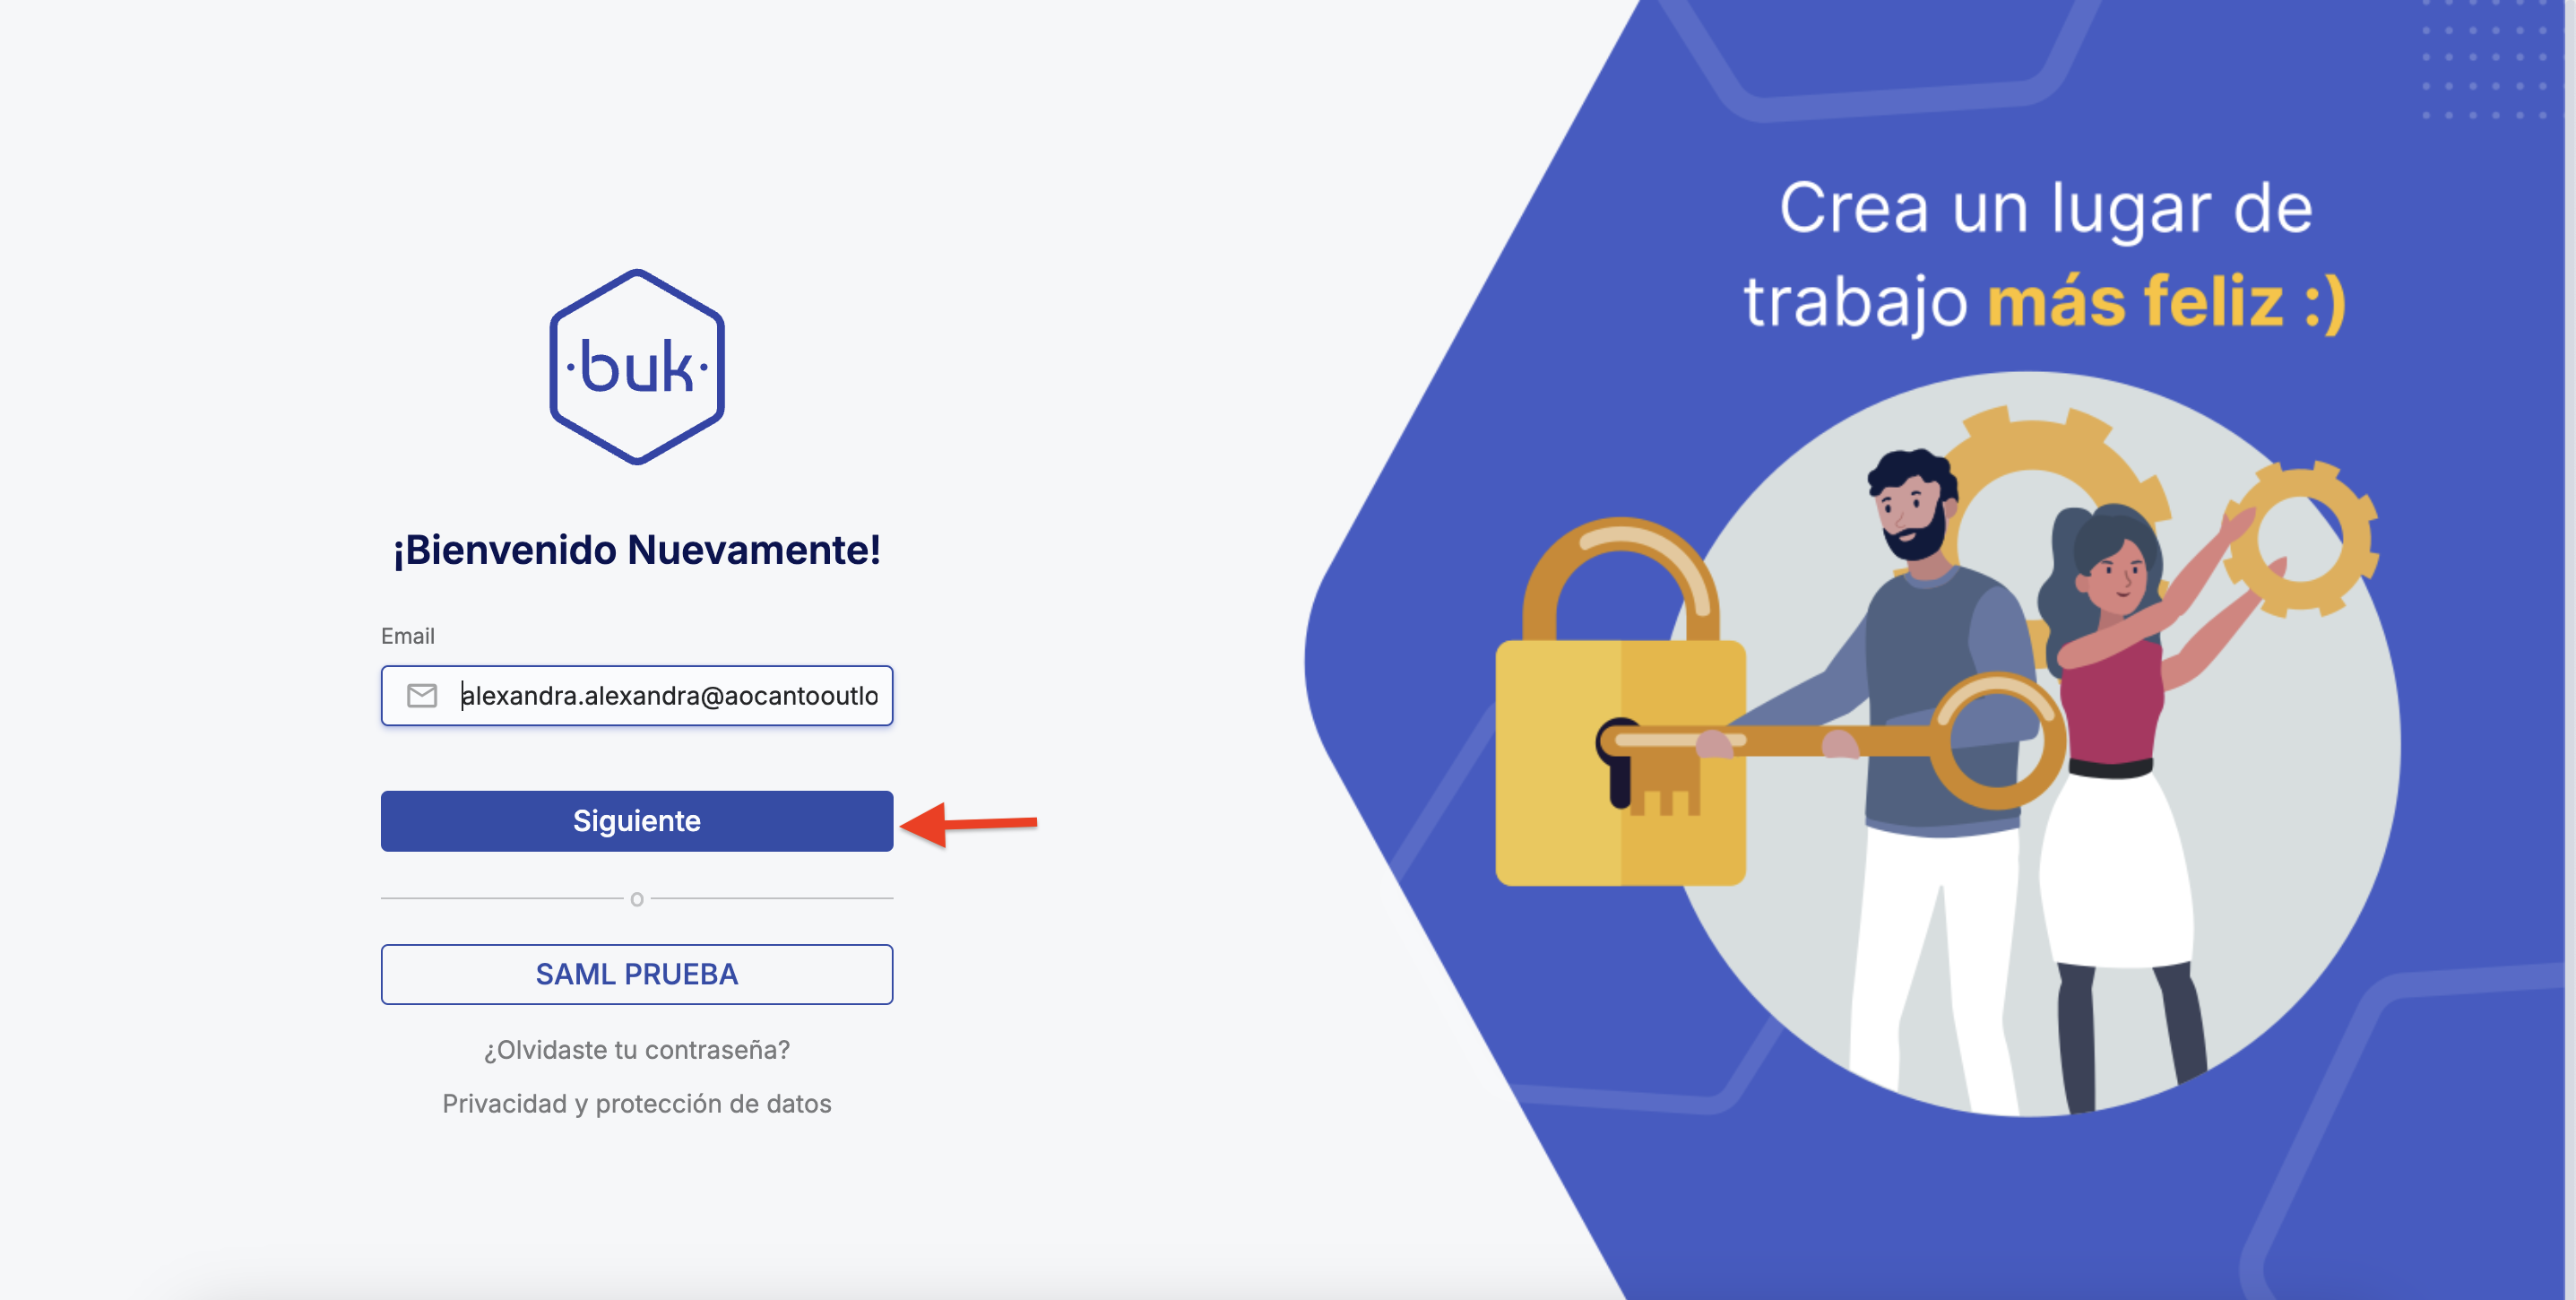 ·buk·
¡Bienvenido Nuevamente!
Email
alexandra.alexandra@aocantooutlo
Siguiente
o
SAML PRUEBA
¿Olvidaste tu contraseña?
Privacidad y protección de datos
Crea un lugar de
trabajo más feliz :)